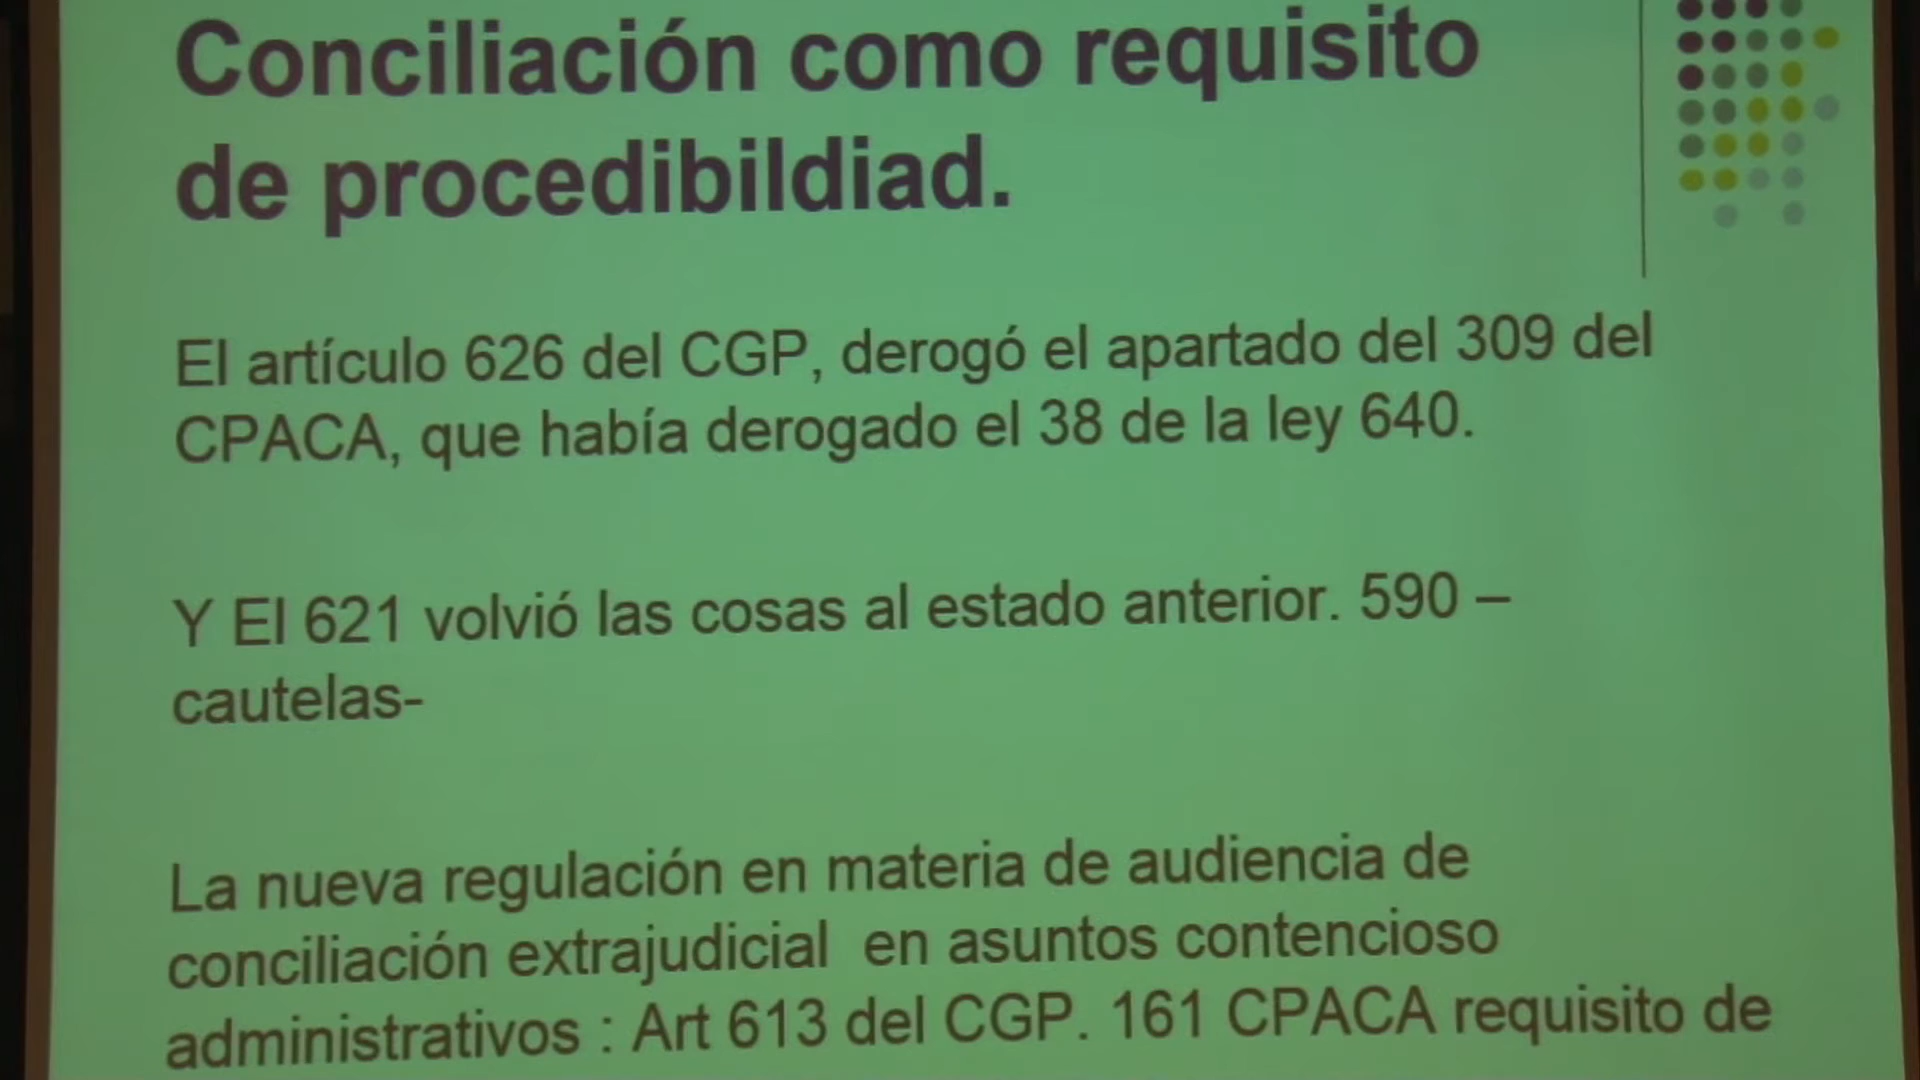 Conciliación como requisito
de procedibildiad.
El artículo 626 del CGP, derogó el apartado del 309 del
CPACA, que había derogado el 38 de la ley 640.
Y El 621 volvió las cosas al estado anterior. 590 –
cautelas-
La nueva regulación en materia de audiencia de
conciliación extrajudicial en asuntos contencioso
administrativos : Art 613 del CGP. 161 CPACA requisito de